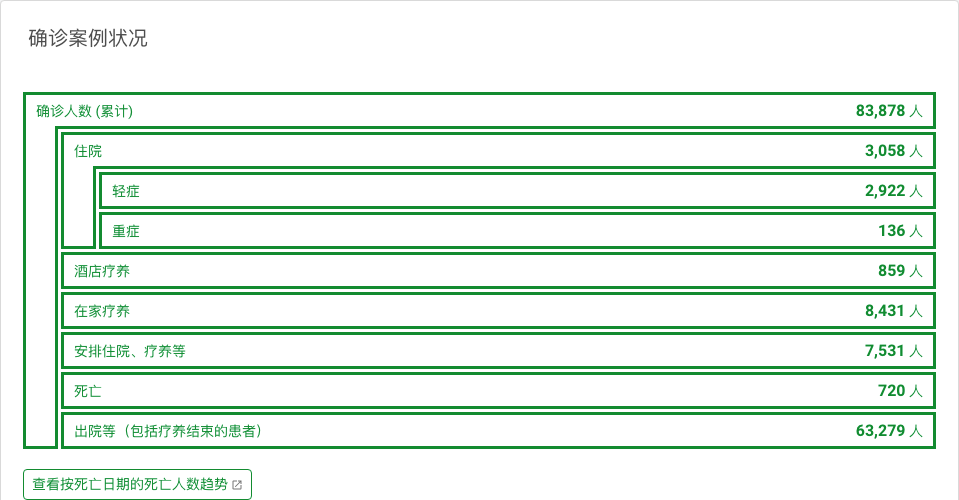 确诊案例状况
确诊人数 (累计) 83,878 人
住院 3,058 人
轻症 2,922 人
重症 136 人
酒店疗养 859 人
在家疗养 8,431 人
安排住院、疗养等 7,531 人
死亡 720 人
出院等（包括疗养结束的患者） 63,279 人
查看按死亡日期的死亡人数趋势